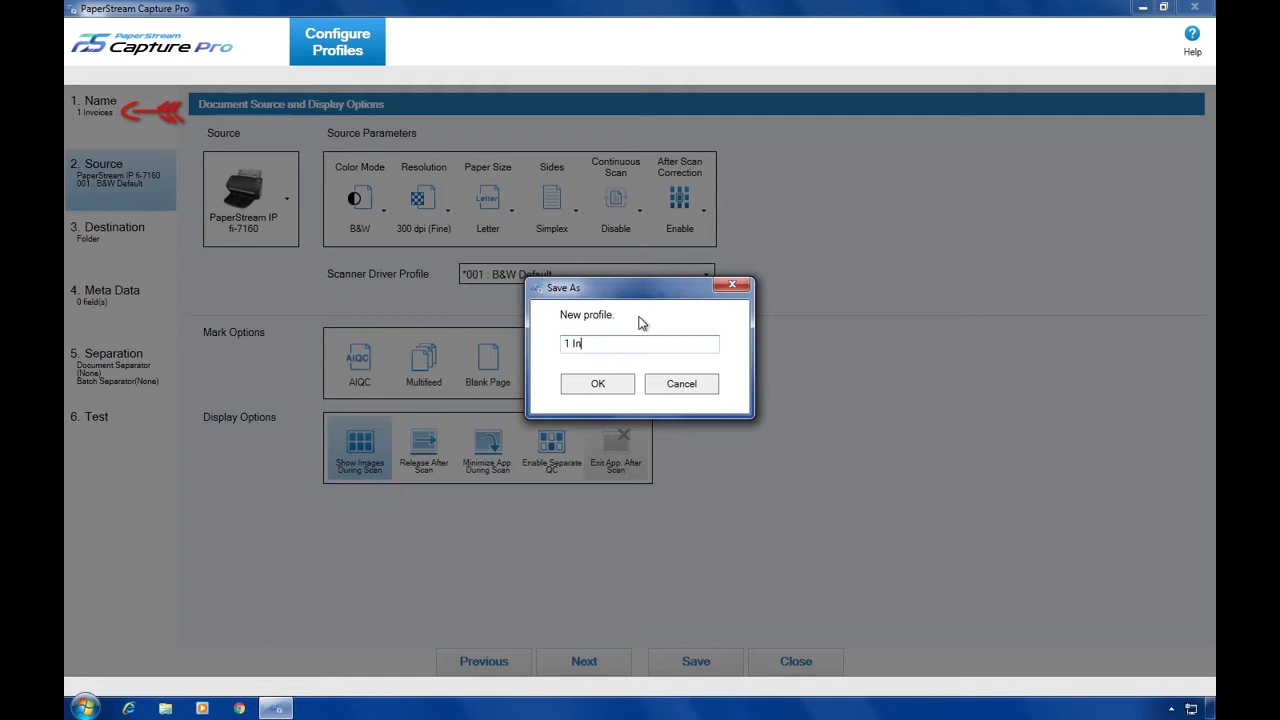 PaperStream Capture Pro
PaperStream
Capture Pro
Configure
Profiles
Help
1. Name
1 Invoices
2. Source
PaperStream IP fi-7160
001 : B&W Default
3. Destination
Folder
4. Meta Data
0 field(s)
5. Separation
Document Separator
(None)
Batch Separator(None)
6. Test
Document Source and Display Options
Source
PaperStream IP
fi-7160
Source Parameters
Color Mode
B&W
Resolution
300 dpi (Fine)
Paper Size
Letter
Letter
Sides
Simplex
Continuous
Scan
Disable
After Scan
Correction
Enable
Scanner Driver Profile
*001 : B&W Default
Mark Options
AIQC
AIQC
Multifeed
Blank Page
Display Options
Show Images
During Scan
Release After
Scan
Minimize App.
During Scan
Enable Separate
QC
Exit App. After
Scan
Save As
New profile.
1 In
OK
Cancel
Previous
Next
Save
Close